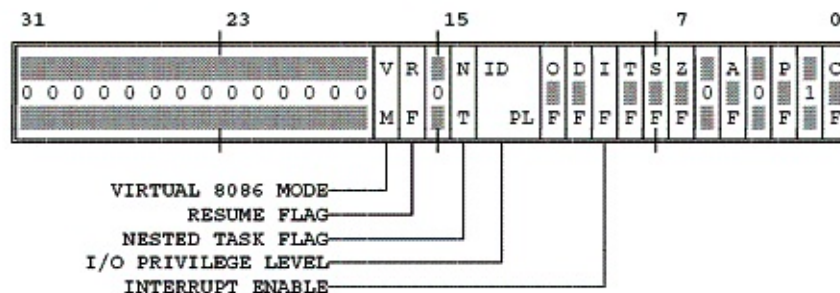 31 23 15 7 0
V R N ID O D I T S Z A P C
0 0 0 0 0 0 0 0 0 0 0 0 0 0 0 0 0 1
M F T PL F F F F F F F F F
VIRTUAL 8086 MODE
RESUME FLAG
NESTED TASK FLAG
I/O PRIVILEGE LEVEL
INTERRUPT ENABLE